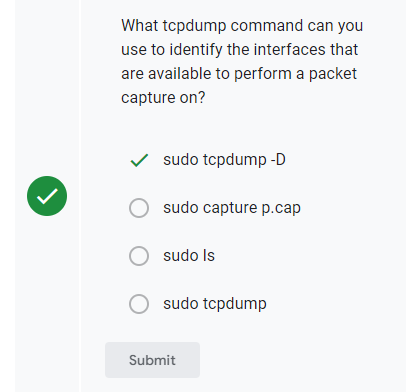 What tcpdump command can you
use to identify the interfaces that
are available to perform a packet
capture on?
sudo tcpdump -D
sudo capture p.cap
sudo ls
sudo tcpdump
Submit